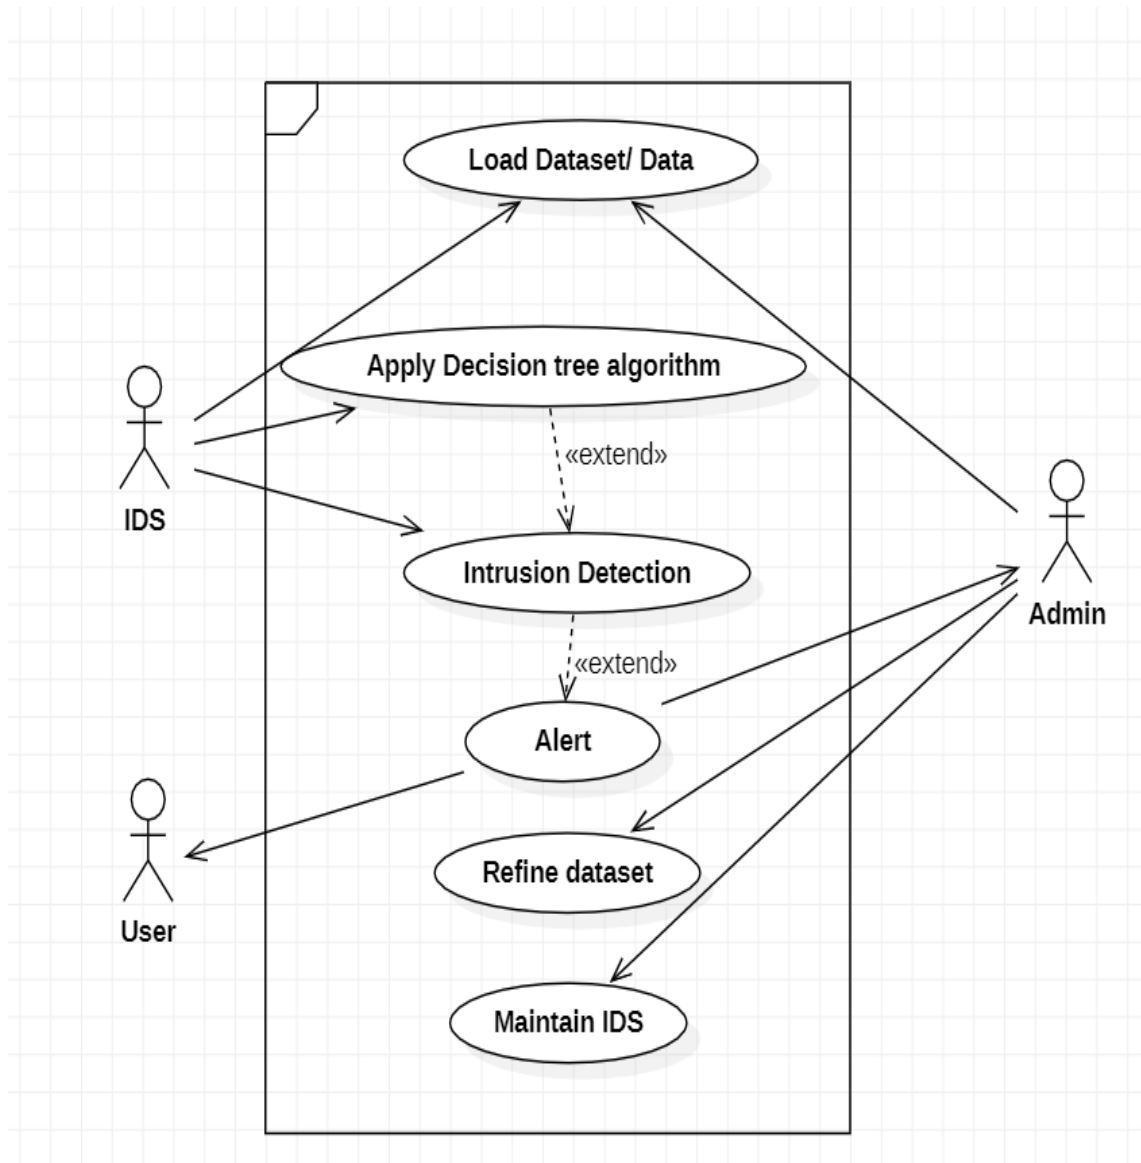 Load Dataset/ Data
Apply Decision tree algorithm
«extend»
IDS
Intrusion Detection
Admin
«extend»
Alert
User
Refine dataset
Maintain IDS